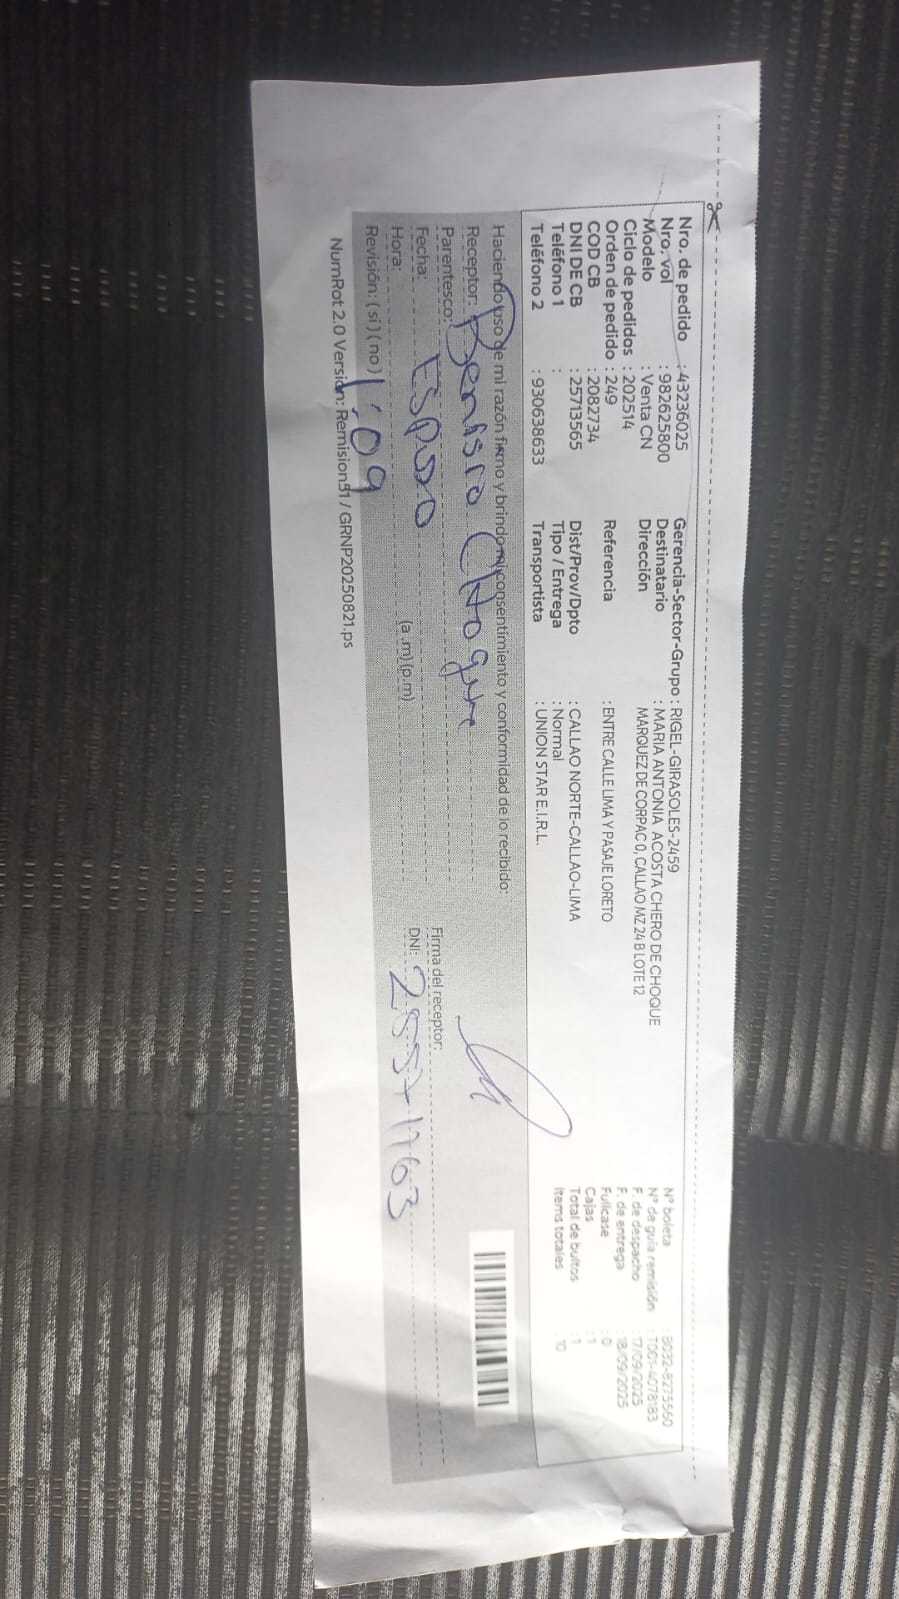 Nro. de pedido : 43236025
Nro. vol : 982625800
Modelo : Venta CN
Ciclo de pedidos : 202514
Orden de pedido : 249
COD CB : 2082734
DNI DE CB : 25713565
Teléfono 1 :
Teléfono 2 : 930638633
Gerencia-Sector-Grupo : RIGEL-GIRASOLES-2459
Destinatario : MARIA ANTONIA ACOSTA CHERO DE CHOQUE
Dirección MARQUEZ DE CORPAC 0, CALLAO MZ 24 B LOTE 12
Referencia : ENTRE CALLE LIMA Y PASAJE LORETO
Dist/Prov/Dpto : CALLAO NORTE-CALLAO-LIMA
Tipo / Entrega : Normal
Transportista : UNION STAR E.I.R.L.
N° boleta : B032-8275560
N° de guía remisión : T001-4078183
F. de despacho : 17/09/2025
F. de entrega : 18/09/2025
Fullcase : 0
Cajas : 1
Total de bultos : 1
Items totales : 10
Haciendo uso de mi razón firmo y brindo mi consentimiento y conformidad de lo recibido:
Receptor: CHoque
Parentesco: Esposo
Fecha:
Hora: 1:09 (a .m) (p.m)
Revisión: ( sí ) ( no )
Firma del receptor:
DNI: 25571763
NumRot 2.0 Versión: Remision51 / GRNP20250821.ps